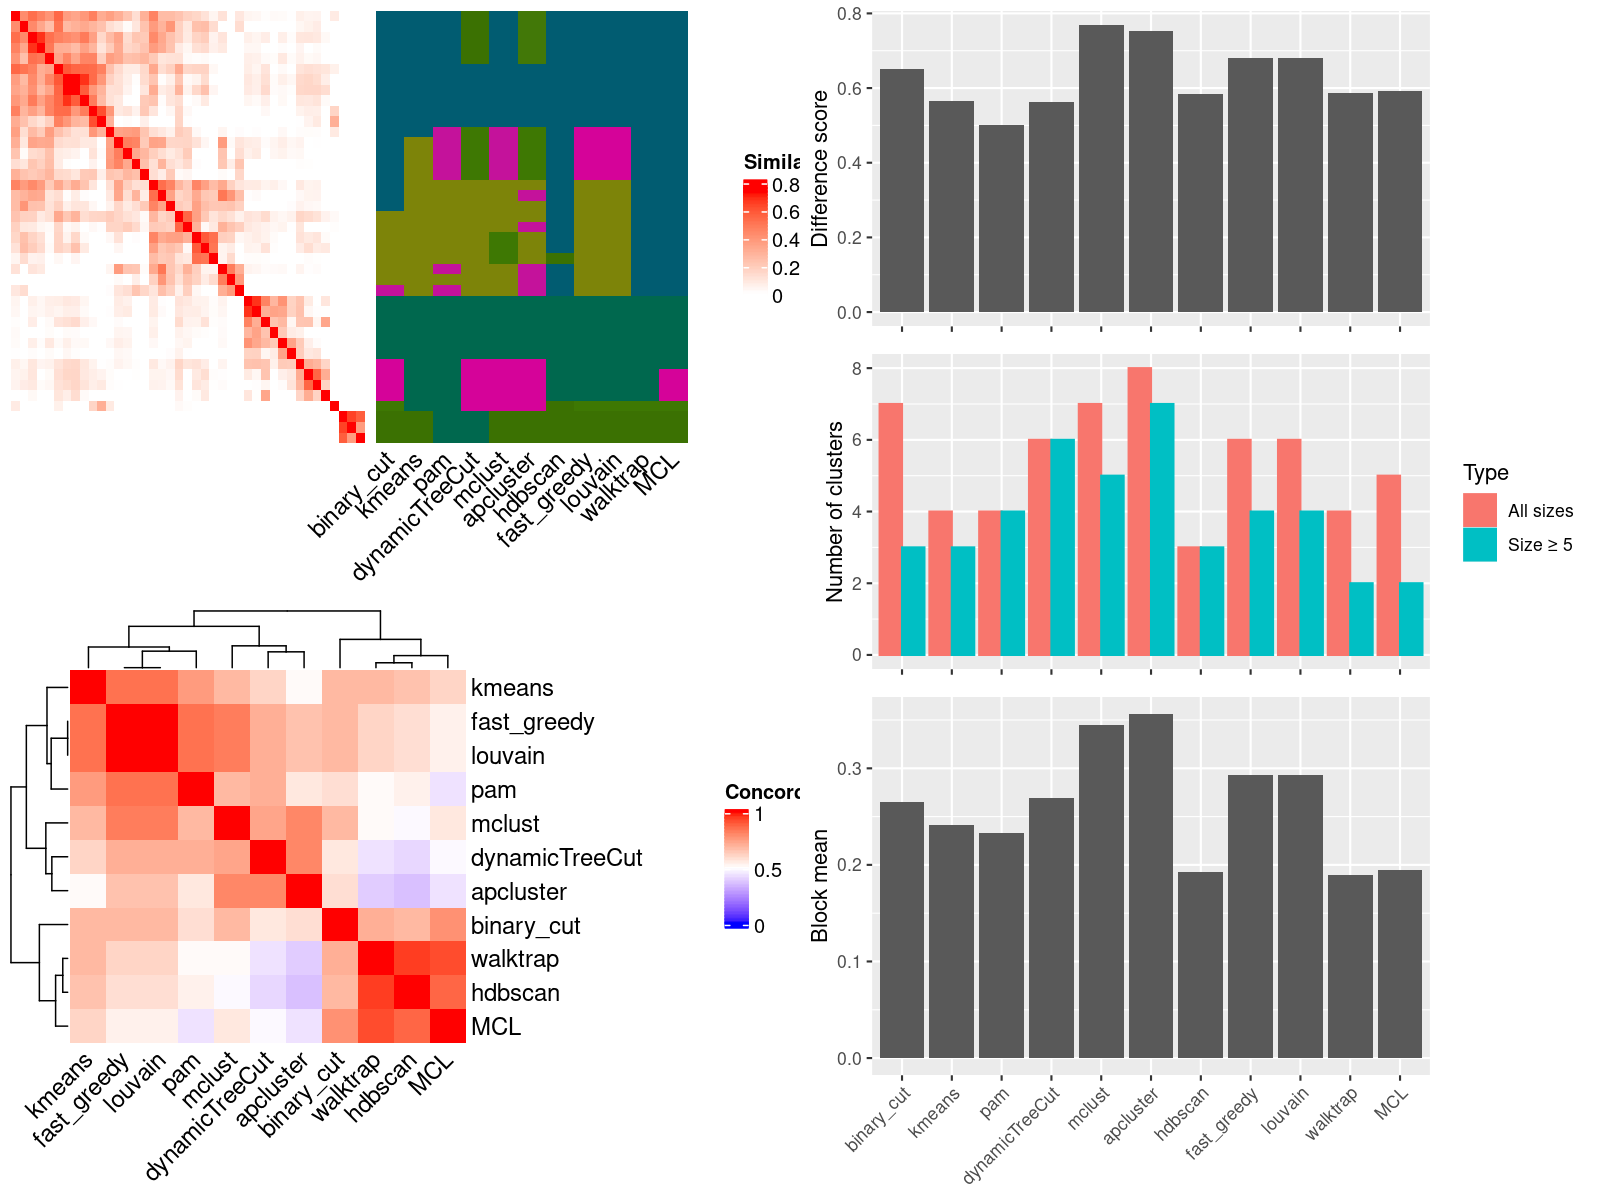 Simila
0.8
0.6
0.4
0.2
0
binary_cut
kmeans
pam
dynamicTreeCut
mclust
apcluster
hdbscan
fast_greedy
louvain
walktrap
MCL
Difference score
0.8
0.6
0.4
0.2
0.0
Number of clusters
8
6
4
2
0
Type
All sizes
Size ≥ 5
kmeans
fast_greedy
louvain
pam
mclust
dynamicTreeCut
apcluster
binary_cut
walktrap
hdbscan
MCL
kmeans
fast_greedy
louvain
pam
mclust
dynamicTreeCut
apcluster
binary_cut
walktrap
hdbscan
MCL
Concord
1
0.5
0
Block mean
0.3
0.2
0.1
0.0
binary_cut
kmeans
pam
dynamicTreeCut
mclust
apcluster
hdbscan
fast_greedy
louvain
walktrap
MCL